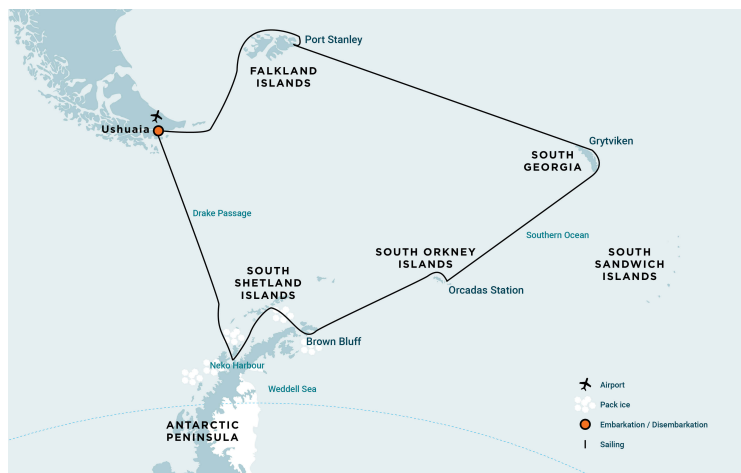 Port Stanley
FALKLAND
ISLANDS
Ushuaia
Grytviken
SOUTH
GEORGIA
Drake Passage
Southern Ocean
SOUTH ORKNEY
ISLANDS
SOUTH
SANDWICH
ISLANDS
SOUTH
SHETLAND
ISLANDS
Orcadas Station
Brown Bluff
Neko Harbour
Weddell Sea
ANTARCTIC
PENINSULA
Airport
Pack ice
Embarkation / Disembarkation
Sailing